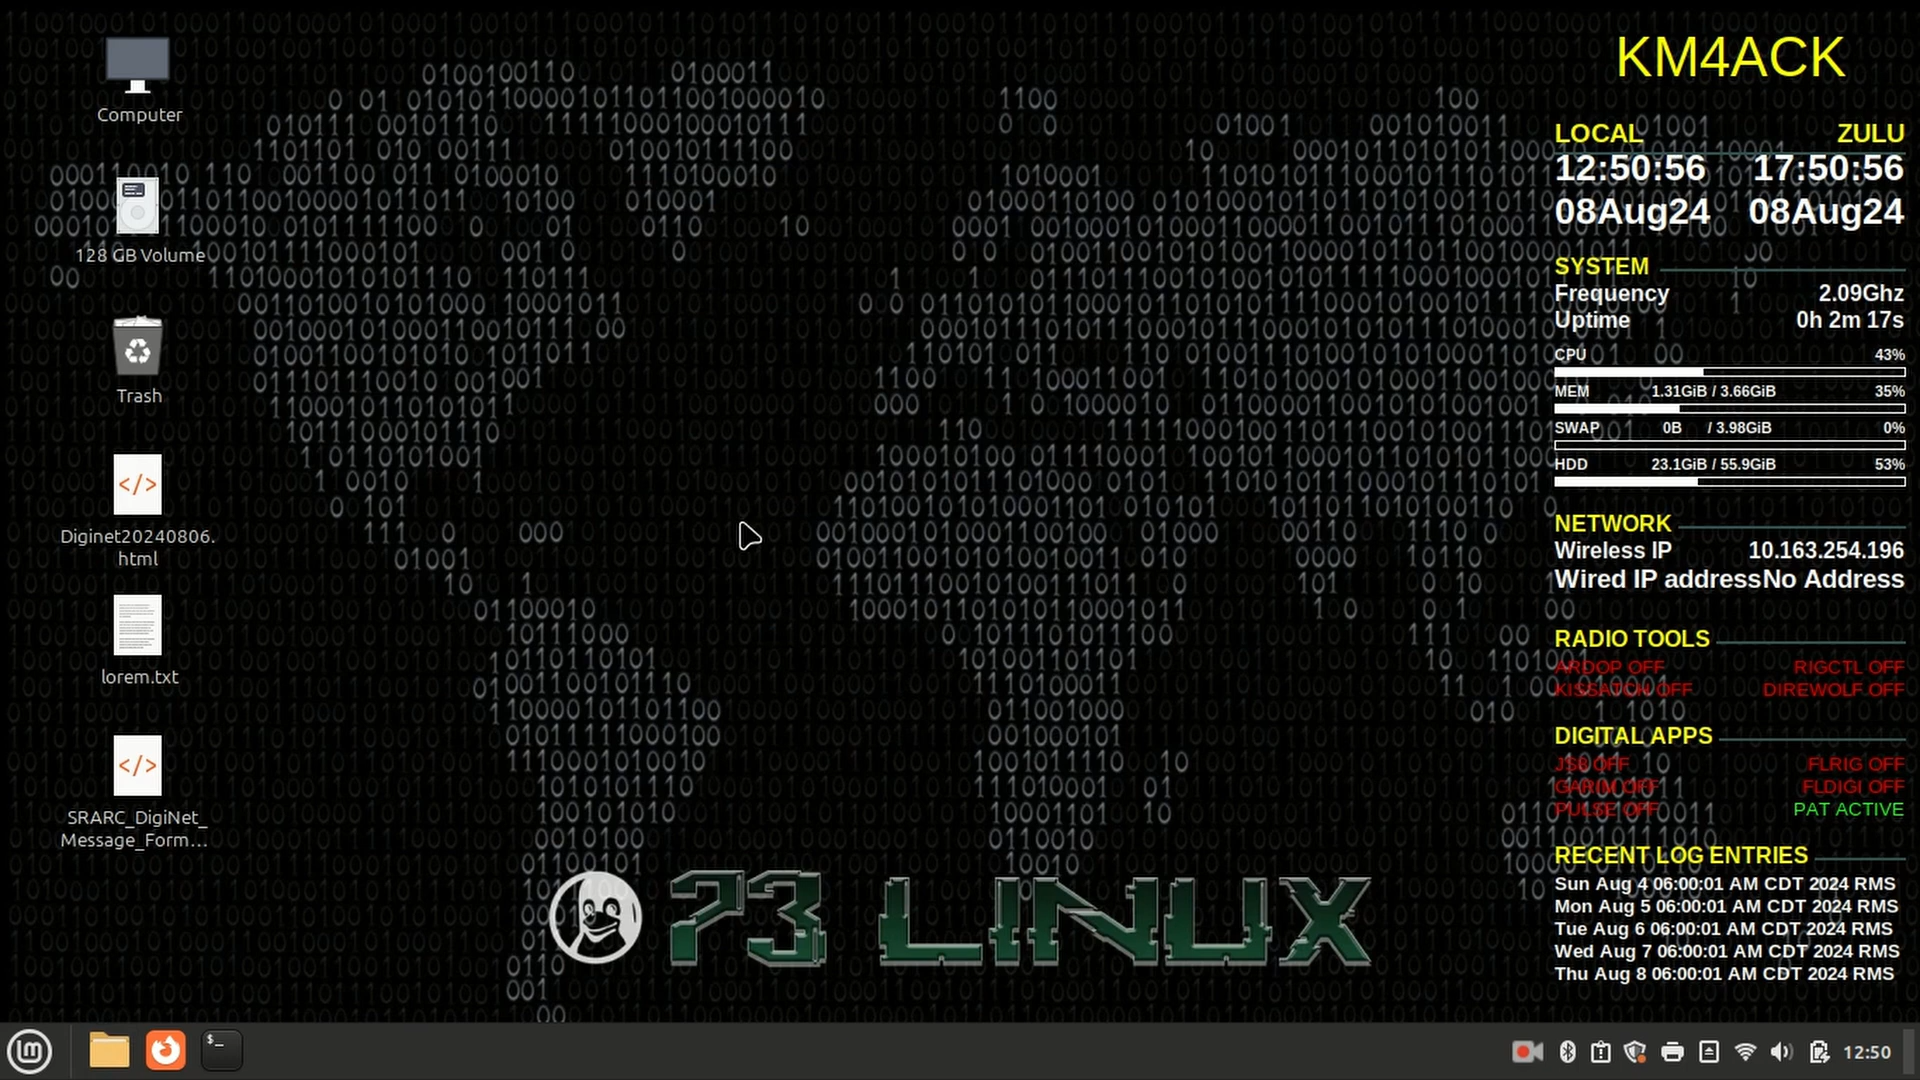 Computer
128 GB Volume
Trash
Diginet20240806.
html
lorem.txt
SRARC_DigiNet_
Message_Form...
73 LINUX
KM4ACK
LOCAL ZULU
12:50:56 17:50:56
08Aug24 08Aug24
SYSTEM
Frequency 2.09Ghz
Uptime 0h 2m 17s
CPU 43%
MEM 1.31GiB / 3.66GiB 35%
SWAP 0B / 3.98GiB 0%
HDD 23.1GiB / 55.9GiB 53%
NETWORK
Wireless IP 10.163.254.196
Wired IP addressNo Address
RADIO TOOLS
ARDOP OFF RIGCTL OFF
KISSATCH OFF DIREWOLF OFF
DIGITAL APPS
JS8 OFF FLRIG OFF
GARIM OFF FLDIGI OFF
PULSE OFF PAT ACTIVE
RECENT LOG ENTRIES
Sun Aug 4 06:00:01 AM CDT 2024 RMS
Mon Aug 5 06:00:01 AM CDT 2024 RMS
Tue Aug 6 06:00:01 AM CDT 2024 RMS
Wed Aug 7 06:00:01 AM CDT 2024 RMS
Thu Aug 8 06:00:01 AM CDT 2024 RMS
$_
12:50